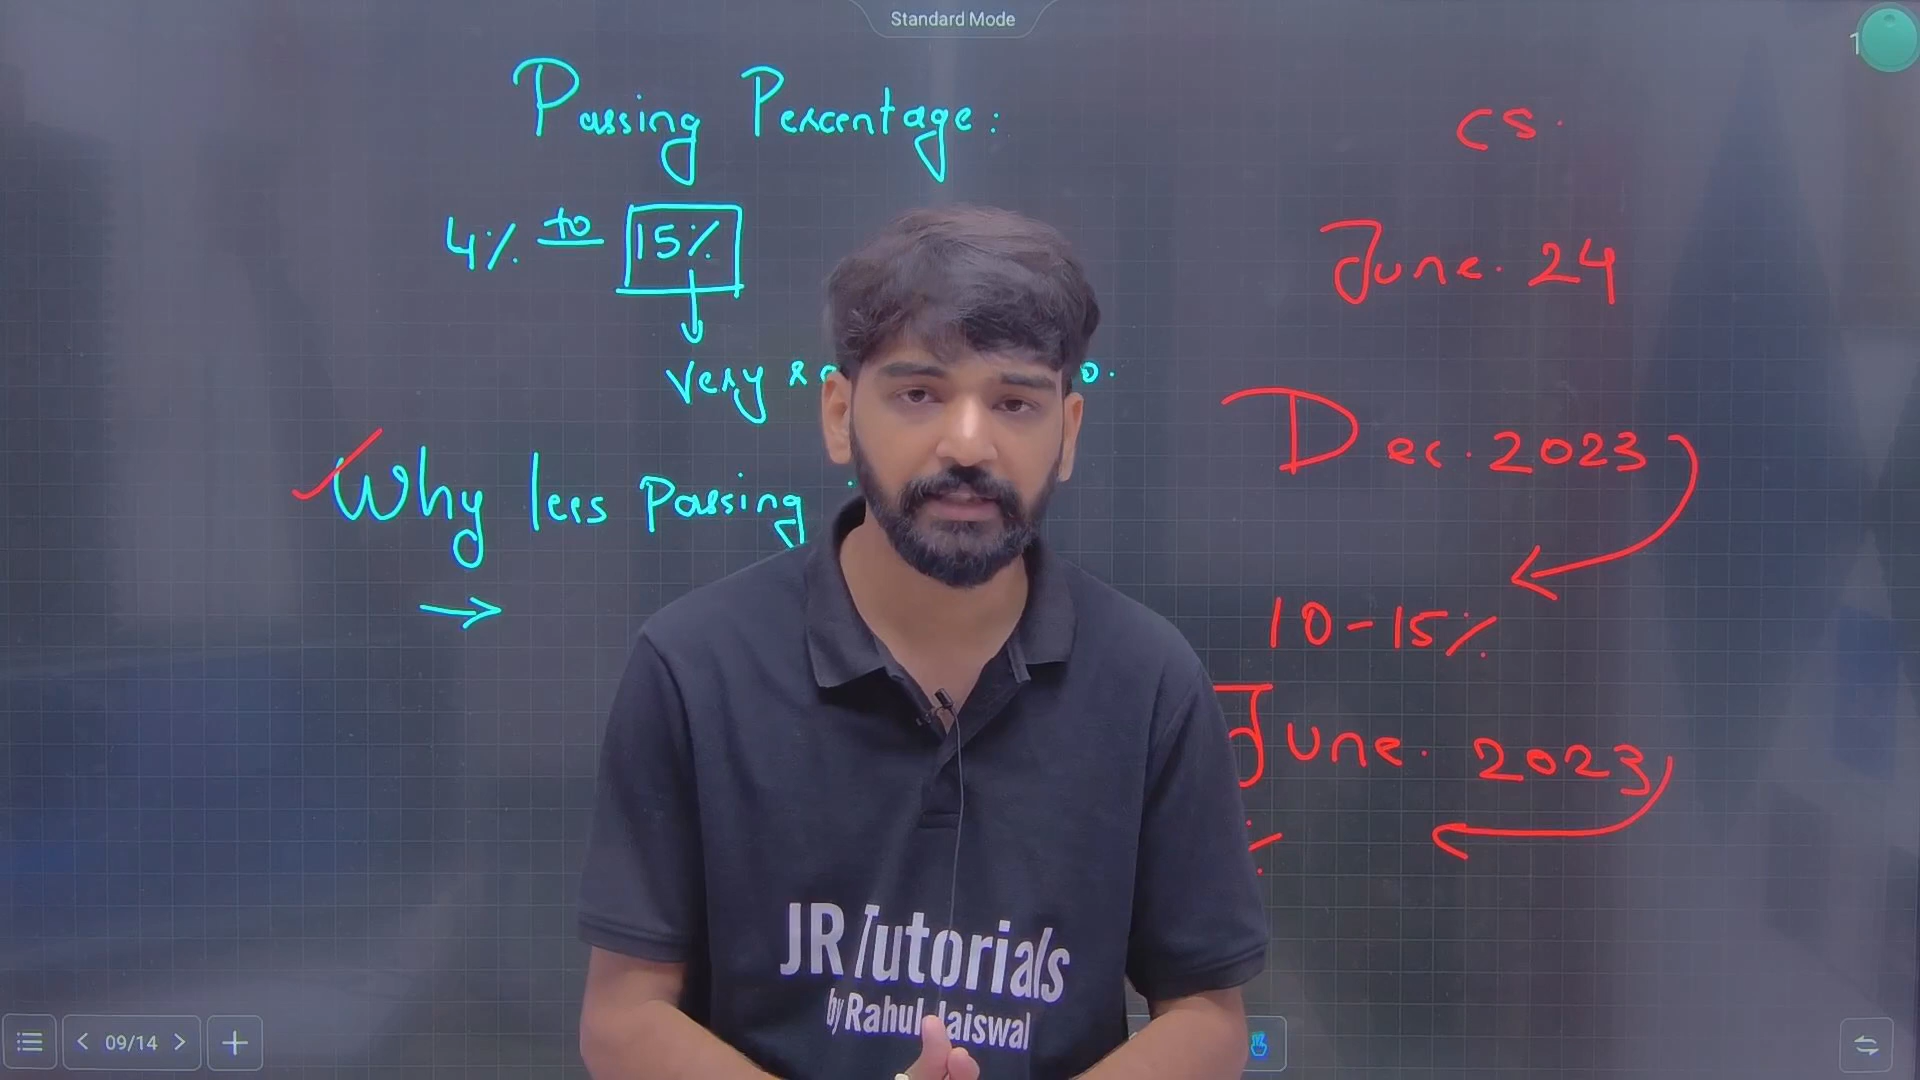 Standard Mode
1
Passing Percentage:
4% to 15%
Very
Why less passing
→
CS.
June. 24
Dec. 2023
10-15%
June. 2023
%
JR Tutorials
by Rahul Jaiswal
09/14